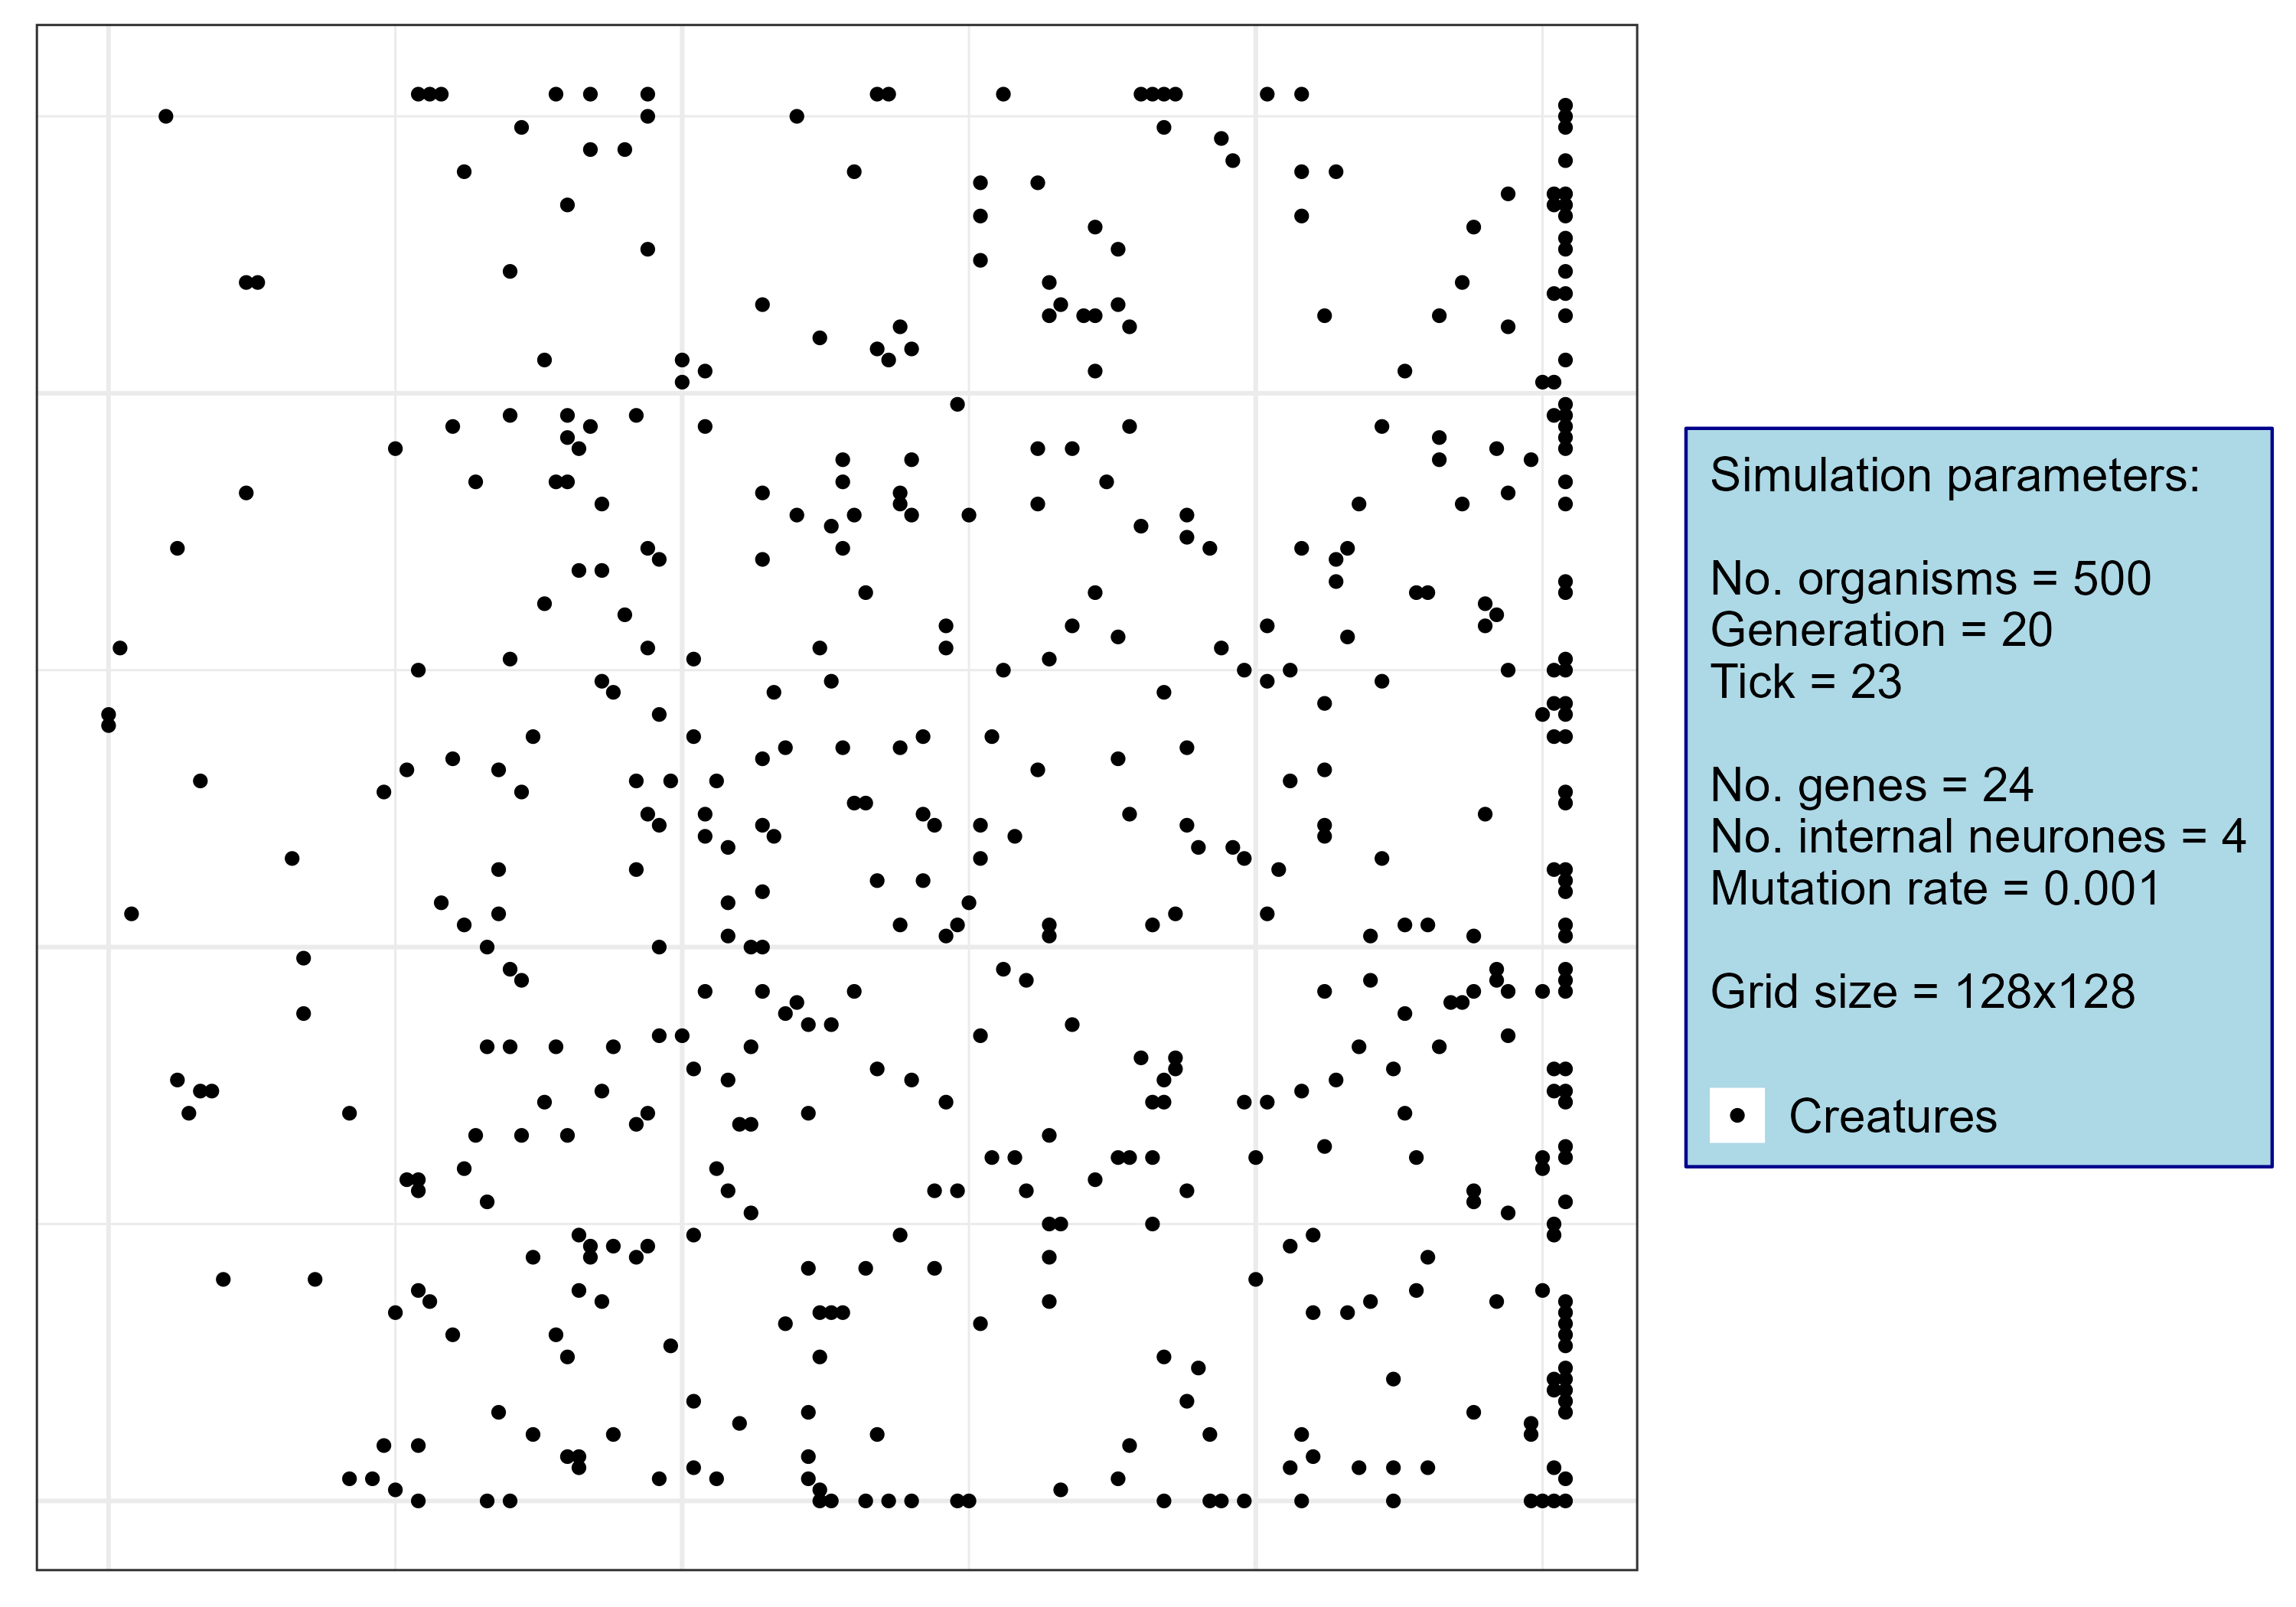 Simulation parameters:
No. organisms = 500
Generation = 20
Tick = 23
No. genes = 24
No. internal neurones = 4
Mutation rate = 0.001
Grid size = 128x128
Creatures